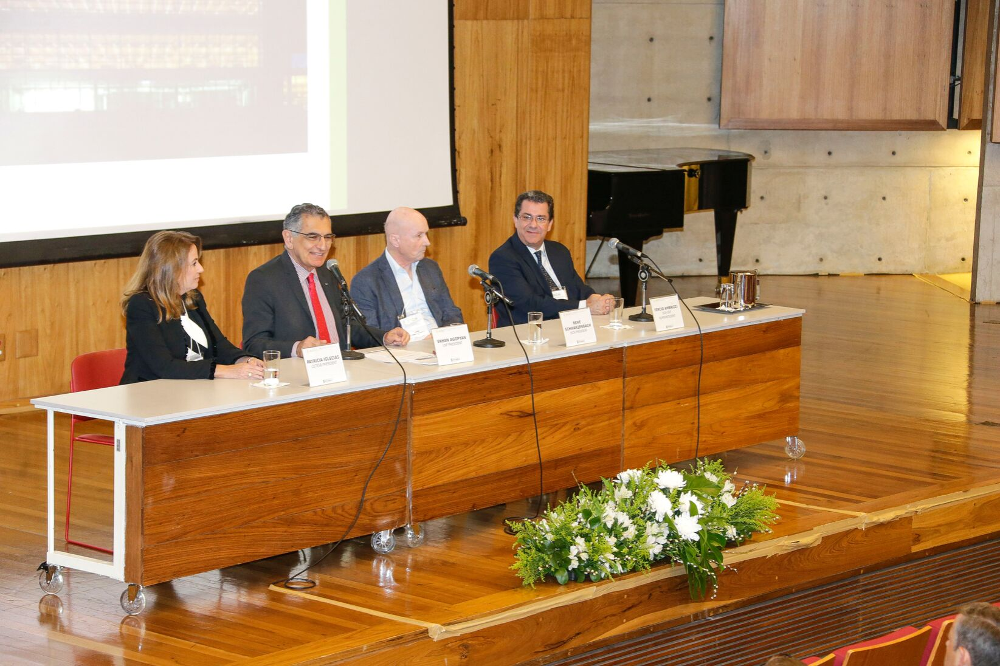 PATRICIA IGLECIAS
CETESB PRESIDENT
VAHAN AGOPYAN
USP PRESIDENT
RENE
SCHWARZENBACH
ISCN PRESIDENT
TERCIO AMBRIZZI
SGA USP
SUPERINTENDENT